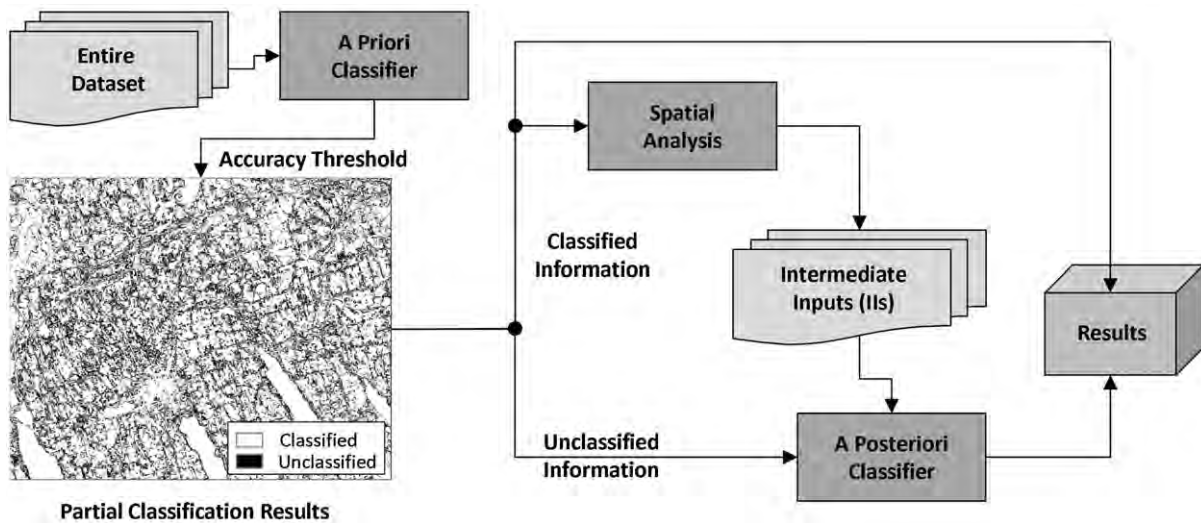 Entire
Dataset
A Priori
Classifier
Accuracy Threshold
Spatial
Analysis
Classified
Information
Intermediate
Inputs (IIs)
Results
Classified
Unclassified
Unclassified
Information
A Posteriori
Classifier
Partial Classification Results